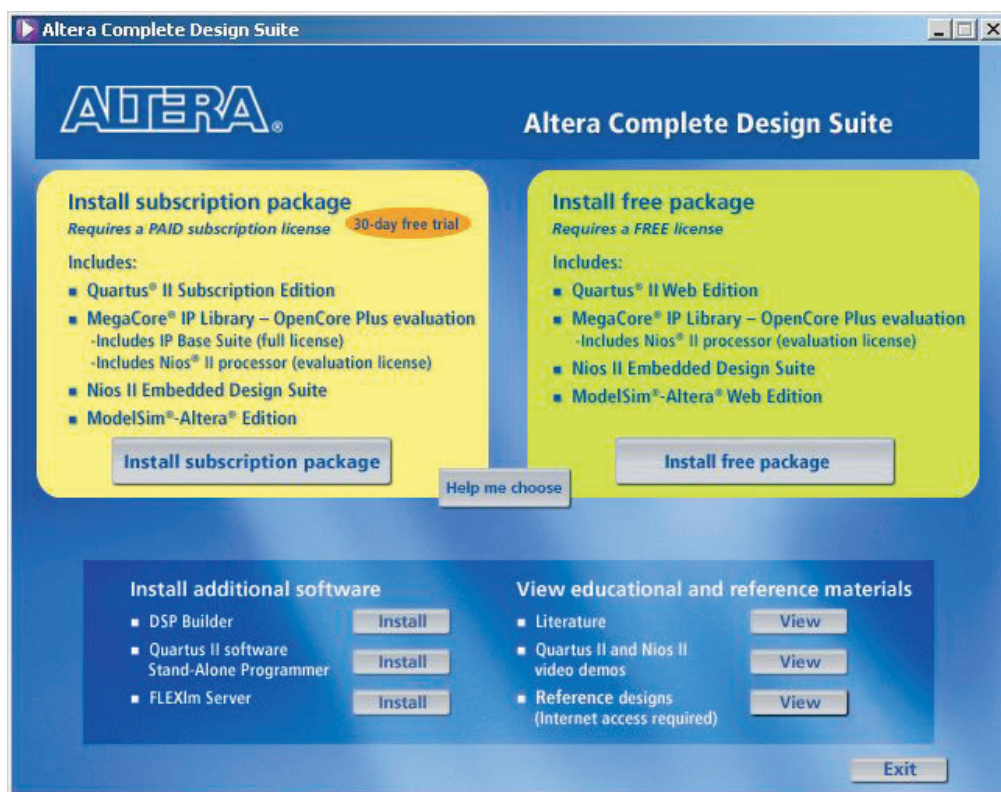 Altera Complete Design Suite
ALTERA®
Altera Complete Design Suite
Install subscription package
Requires a PAID subscription license
30-day free trial
Includes:
Quartus® II Subscription Edition
MegaCore® IP Library – OpenCore Plus evaluation
-Includes IP Base Suite (full license)
-Includes Nios® II processor (evaluation license)
Nios II Embedded Design Suite
ModelSim®-Altera® Edition
Install subscription package
Install free package
Requires a FREE license
Includes:
Quartus® II Web Edition
MegaCore® IP Library – OpenCore Plus evaluation
-Includes Nios® II processor (evaluation license)
Nios II Embedded Design Suite
ModelSim®-Altera® Web Edition
Install free package
Help me choose
Install additional software
DSP Builder
Install
Quartus II software
Stand-Alone Programmer
Install
FLEXlm Server
Install
View educational and reference materials
Literature
View
Quartus II and Nios II
video demos
View
Reference designs
(Internet access required)
View
Exit